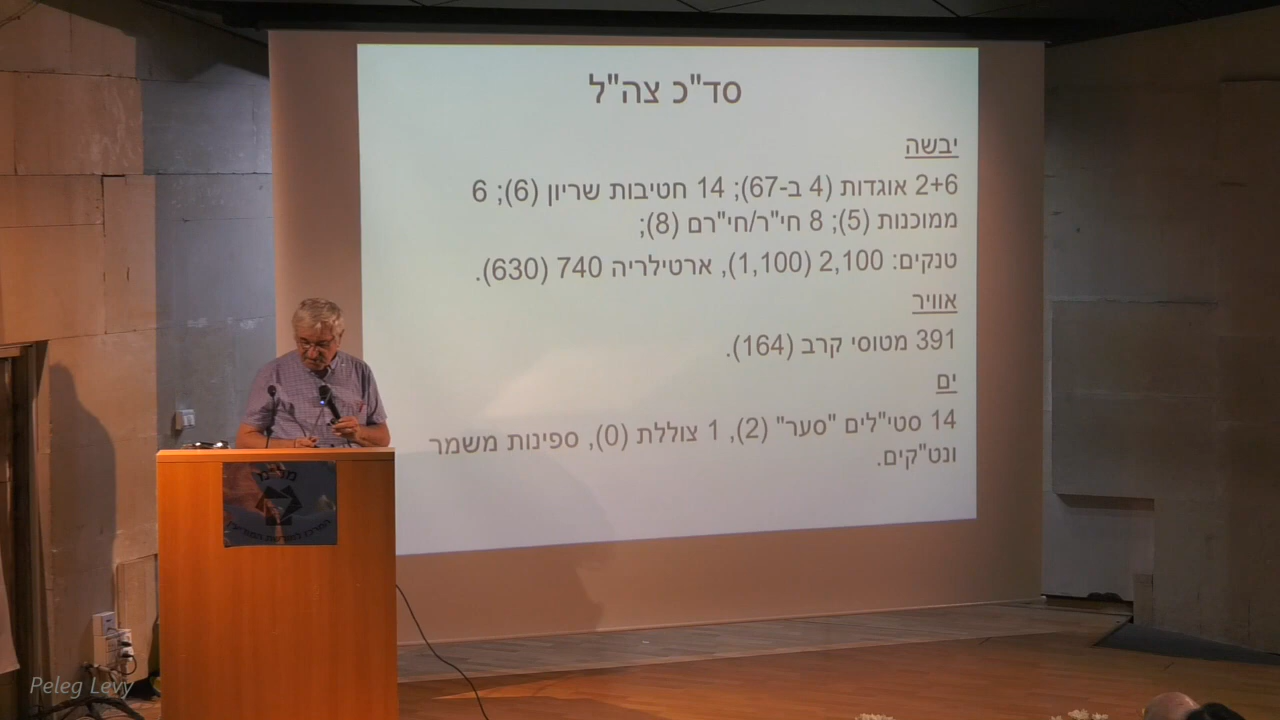 סד"כ צה"ל
יבשה
2+6 אוגדות (4 ב-67); 14 חטיבות שריון (6); 6
ממוכנות (5); 8 חי"ר/חי"רם (8);
טנקים: 2,100 (1,100), ארטילריה 740 (630).
אוויר
391 מטוסי קרב (164).
ים
14 סטי"לים "סער" (2), 1 צוללת (0), ספינות משמר
ונט"קים.
Peleg Levy